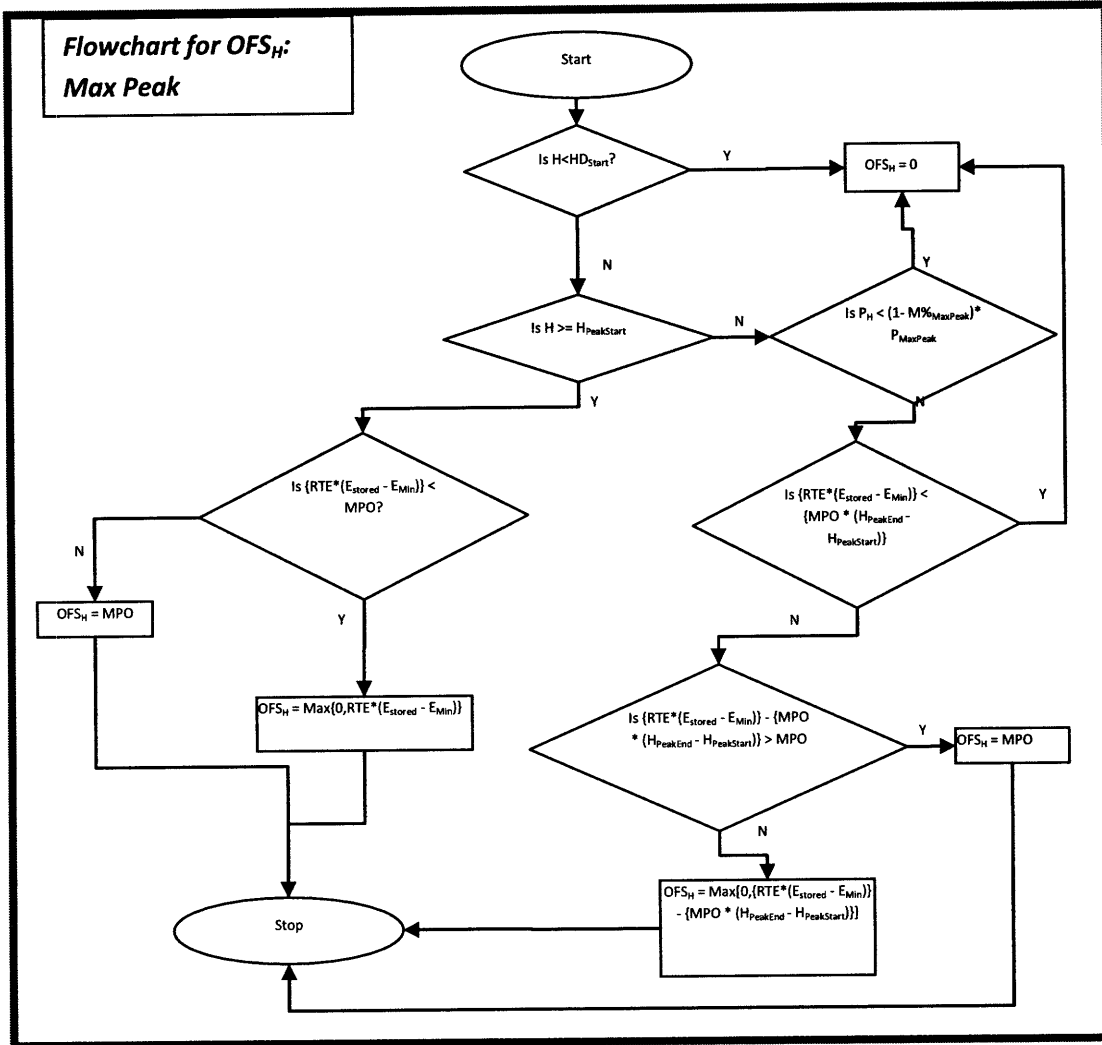 Flowchart for OFSH:
Max Peak
Start
Is H<HDStart?
Y
OFSH = 0
N
Y
Is H >= HPeakStart
N
Is PH < (1- M%MaxPeak)*
PMaxPeak
Y
N
Is {RTE*(Estored - EMin)} <
MPO?
Is {RTE*(Estored - EMin)} <
{MPO * (HPeakEnd -
HPeakStart)}
Y
N
OFSH = MPO
Y
N
OFSH = Max{0,RTE*(Estored - EMin)}
Is {RTE*(Estored - EMin)} - {MPO
* (HPeakEnd - HPeakStart)} > MPO
Y
OFSH = MPO
N
OFSH = Max[0,{RTE*(Estored - EMin)}
- {MPO * (HPeakEnd - HPeakStart)}]
Stop